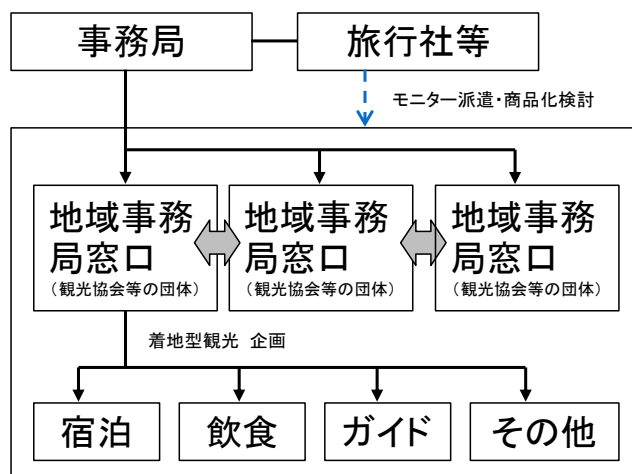 事務局
旅行社等
モニター派遣・商品化検討
地域事務
局窓口
(観光協会等の団体)
地域事務
局窓口
(観光協会等の団体)
地域事務
局窓口
(観光協会等の団体)
着地型観光 企画
宿泊
飲食
ガイド
その他